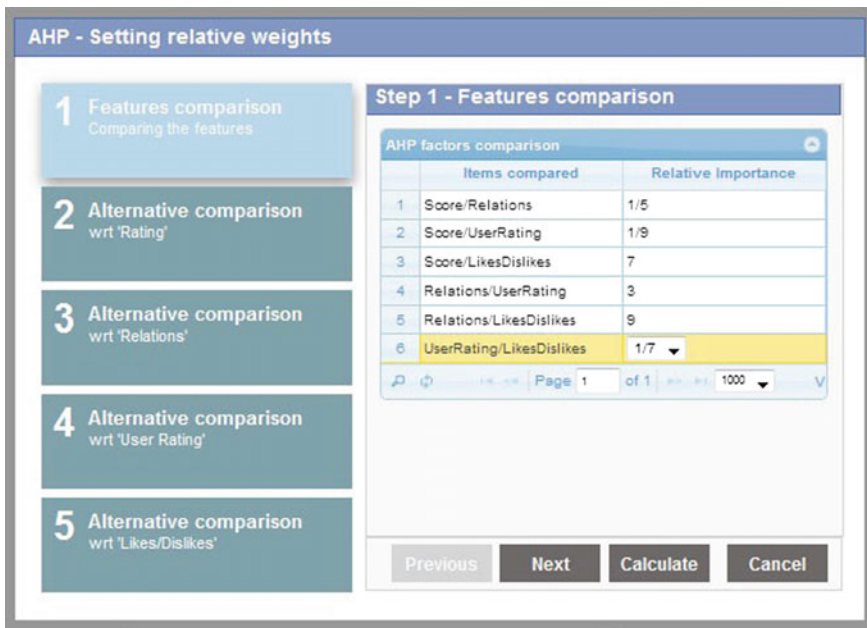 AHP - Setting relative weights
1 Features comparison
Comparing the features
2 Alternative comparison
wrt 'Rating'
3 Alternative comparison
wrt 'Relations'
4 Alternative comparison
wrt 'User Rating'
5 Alternative comparison
wrt 'Likes/Dislikes'
Step 1 - Features comparison
AHP factors comparison
Items compared Relative Importance
1 Score/Relations 1/5
2 Score/UserRating 1/9
3 Score/LikesDislikes 7
4 Relations/UserRating 3
5 Relations/LikesDislikes 9
6 UserRating/LikesDislikes 1/7
Page 1 of 1 1000 V
Previous Next Calculate Cancel